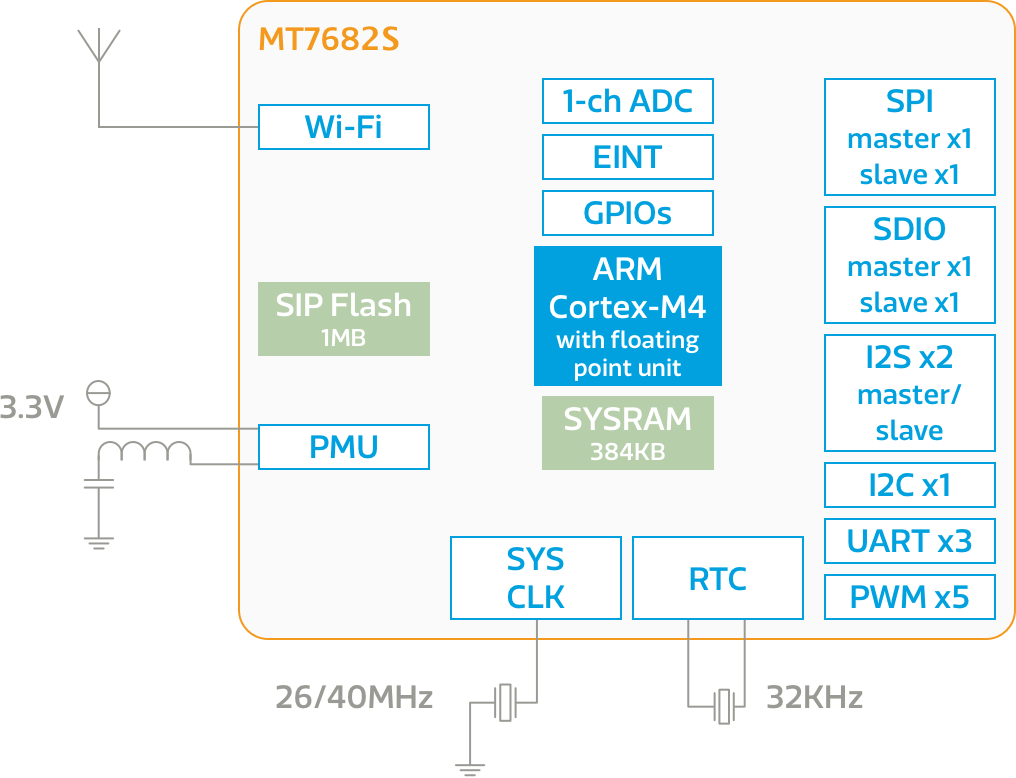 MT7682S
Wi-Fi
SIP Flash
1MB
3.3V
PMU
1-ch ADC
EINT
GPIOs
ARM
Cortex-M4
with floating
point unit
SYSRAM
384KB
SYS
CLK
RTC
SPI
master x1
slave x1
SDIO
master x1
slave x1
I2S x2
master/
slave
I2C x1
UART x3
PWM x5
26/40MHz
32KHz